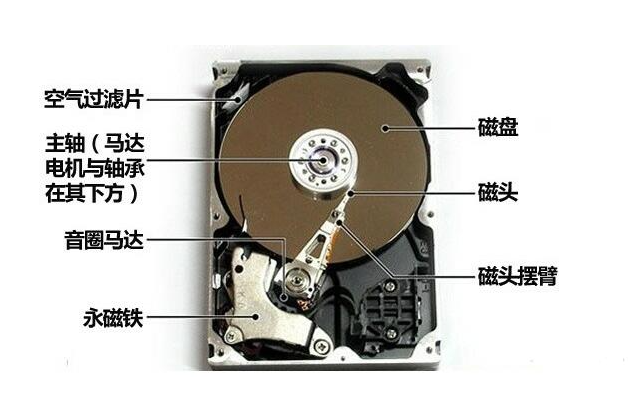 空气过滤片
主轴（马达
电机与轴承
在其下方）
音圈马达
永磁铁
磁盘
磁头
磁头摆臂